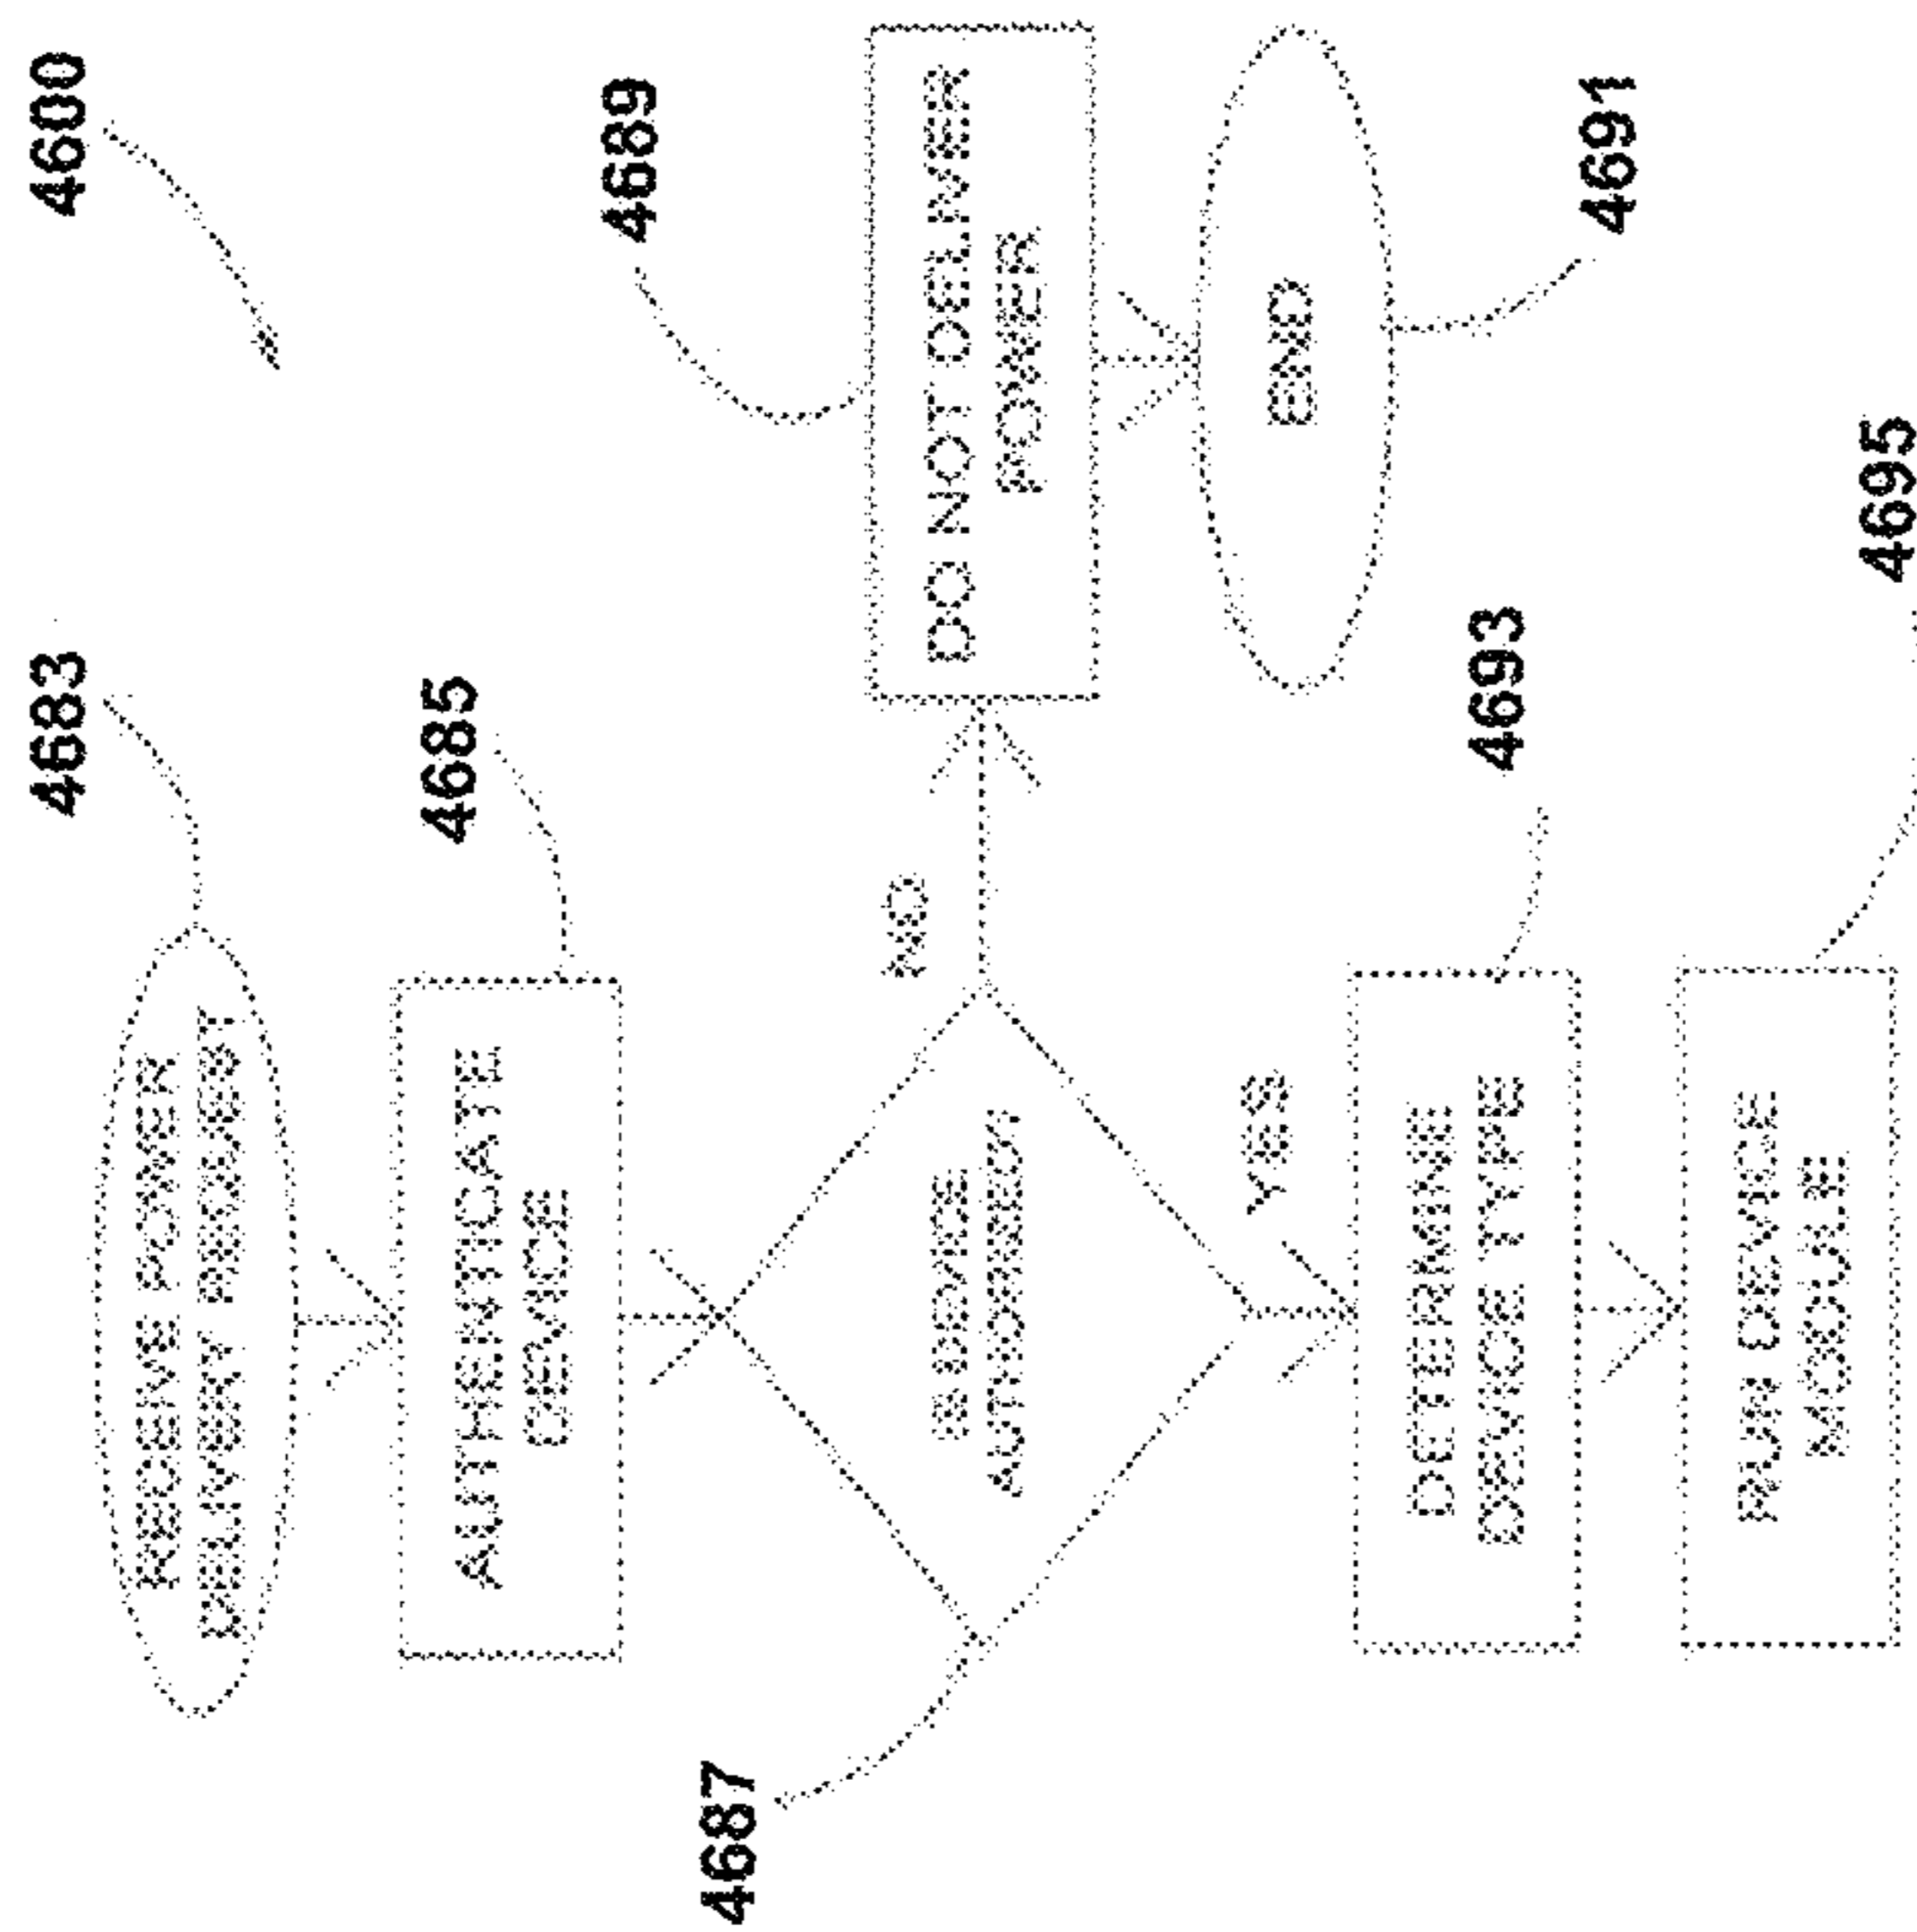 4600
4683
RECEIVE POWER
DELIVERY REQUEST
4685
AUTHENTICATE
DEVICE
4687
IS DEVICE
AUTHORIZED?
NO
4689
DO NOT DELIVER
POWER
END
4691
YES
4693
DETERMINE
DEVICE TYPE
4695
RUN DEVICE
MODULE